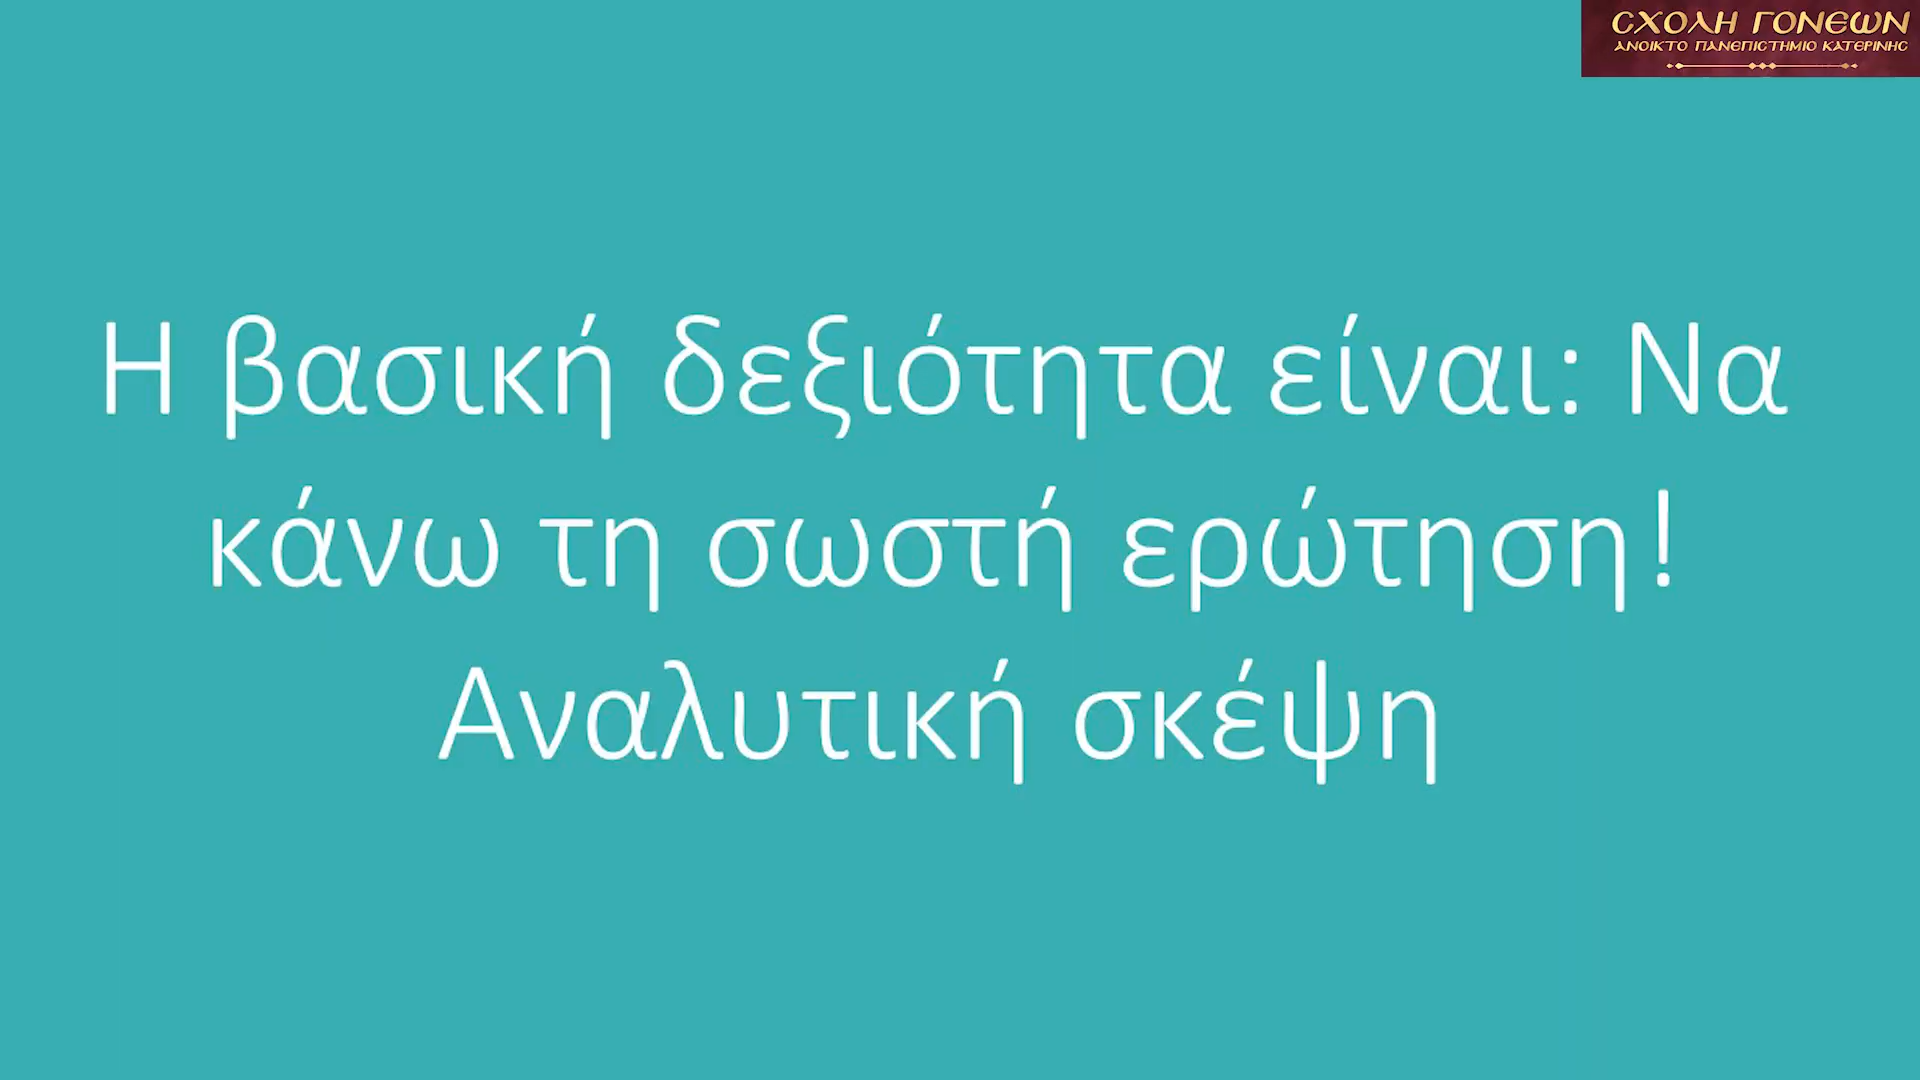 ΣΧΟΛΗ ΓΟΝΕΩΝ
ΑΝΟΙΚΤΟ ΠΑΝΕΠΙΣΤΗΜΙΟ ΚΑΤΕΡΙΝΗΣ
Η βασική δεξιότητα είναι: Να
κάνω τη σωστή ερώτηση!
Αναλυτική σκέψη